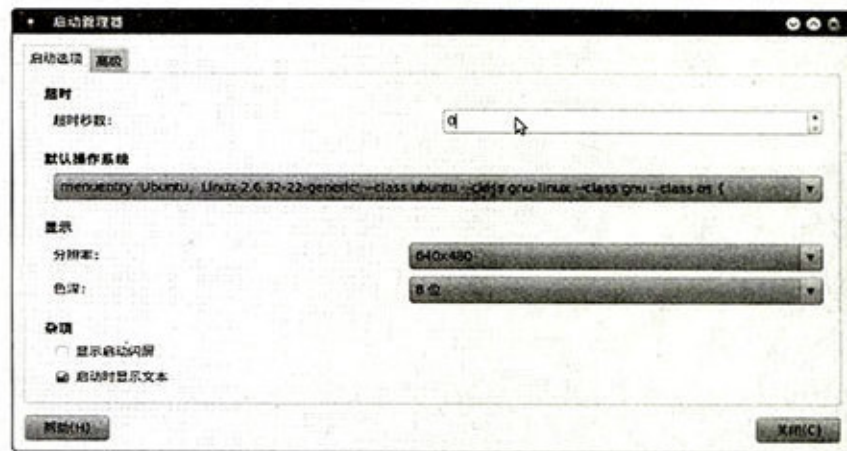 启动管理器
启动选项 高级
超时
超时秒数: 0
默认操作系统
menuentry 'Ubuntu, Linux 2.6.32-22-generic' --class ubuntu --class gnu-linux --class gnu --class os {
显示
分辨率: 640x480
色深: 8 位
杂项
显示启动闪屏
启动时显示文本
帮助(H) 关闭(C)